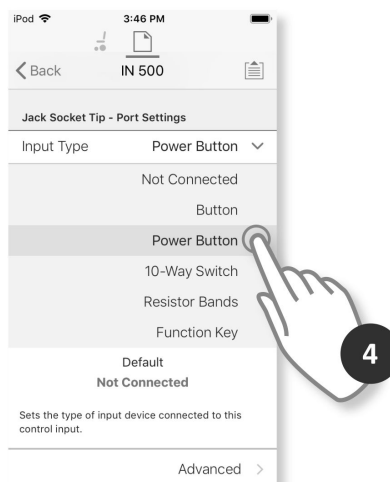 iPod 3:46 PM
Back IN 500
Jack Socket Tip - Port Settings
Input Type Power Button
Not Connected
Button
Power Button
10-Way Switch
Resistor Bands
Function Key
4
Default
Not Connected
Sets the type of input device connected to this
control input.
Advanced